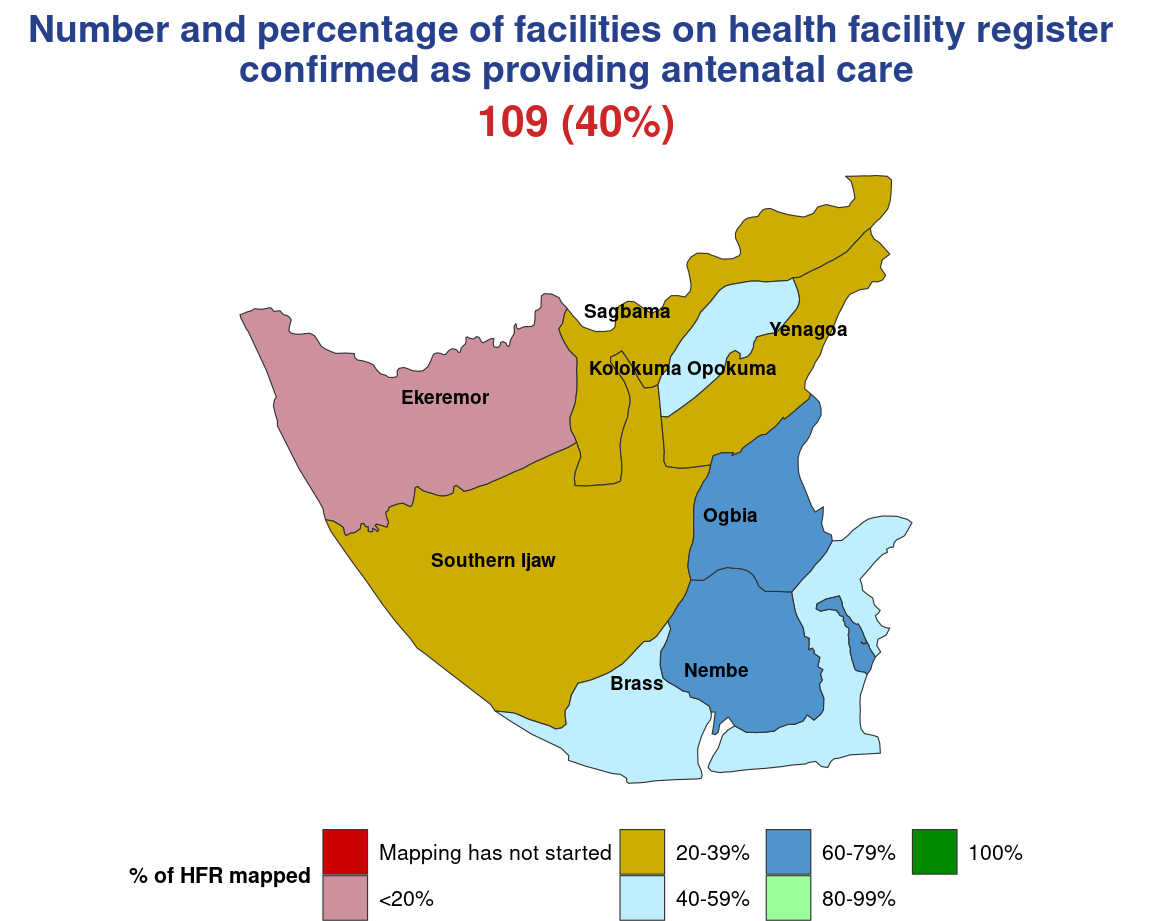 Number and percentage of facilities on health facility register
confirmed as providing antenatal care
109 (40%)
Sagbama
Yenagoa
Kolokuma Opokuma
Ekeremor
Ogbia
Southern Ijaw
Nembe
Brass
% of HFR mapped
Mapping has not started
20-39%
60-79%
100%
<20%
40-59%
80-99%